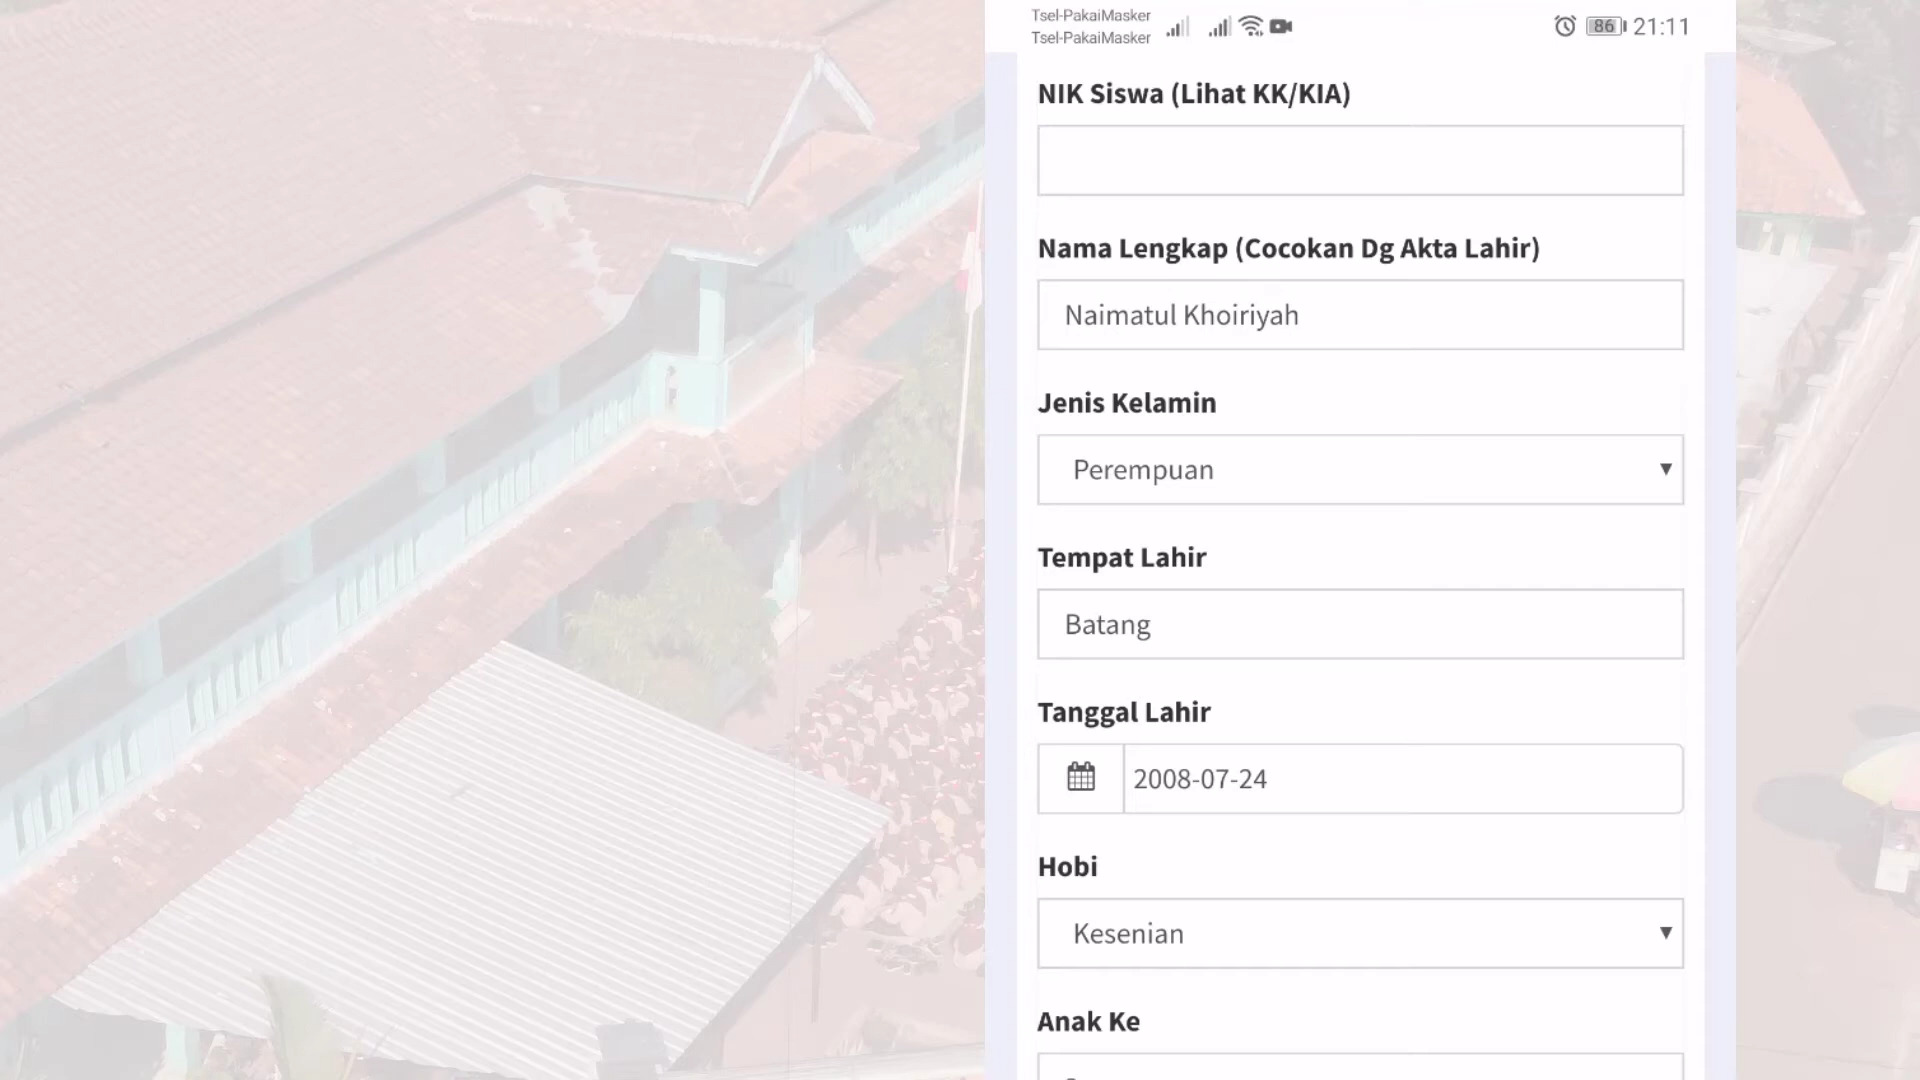 Tsel-PakaiMasker
Tsel-PakaiMasker
86 21:11
NIK Siswa (Lihat KK/KIA)
Nama Lengkap (Cocokan Dg Akta Lahir)
Naimatul Khoiriyah
Jenis Kelamin
Perempuan
Tempat Lahir
Batang
Tanggal Lahir
2008-07-24
Hobi
Kesenian
Anak Ke